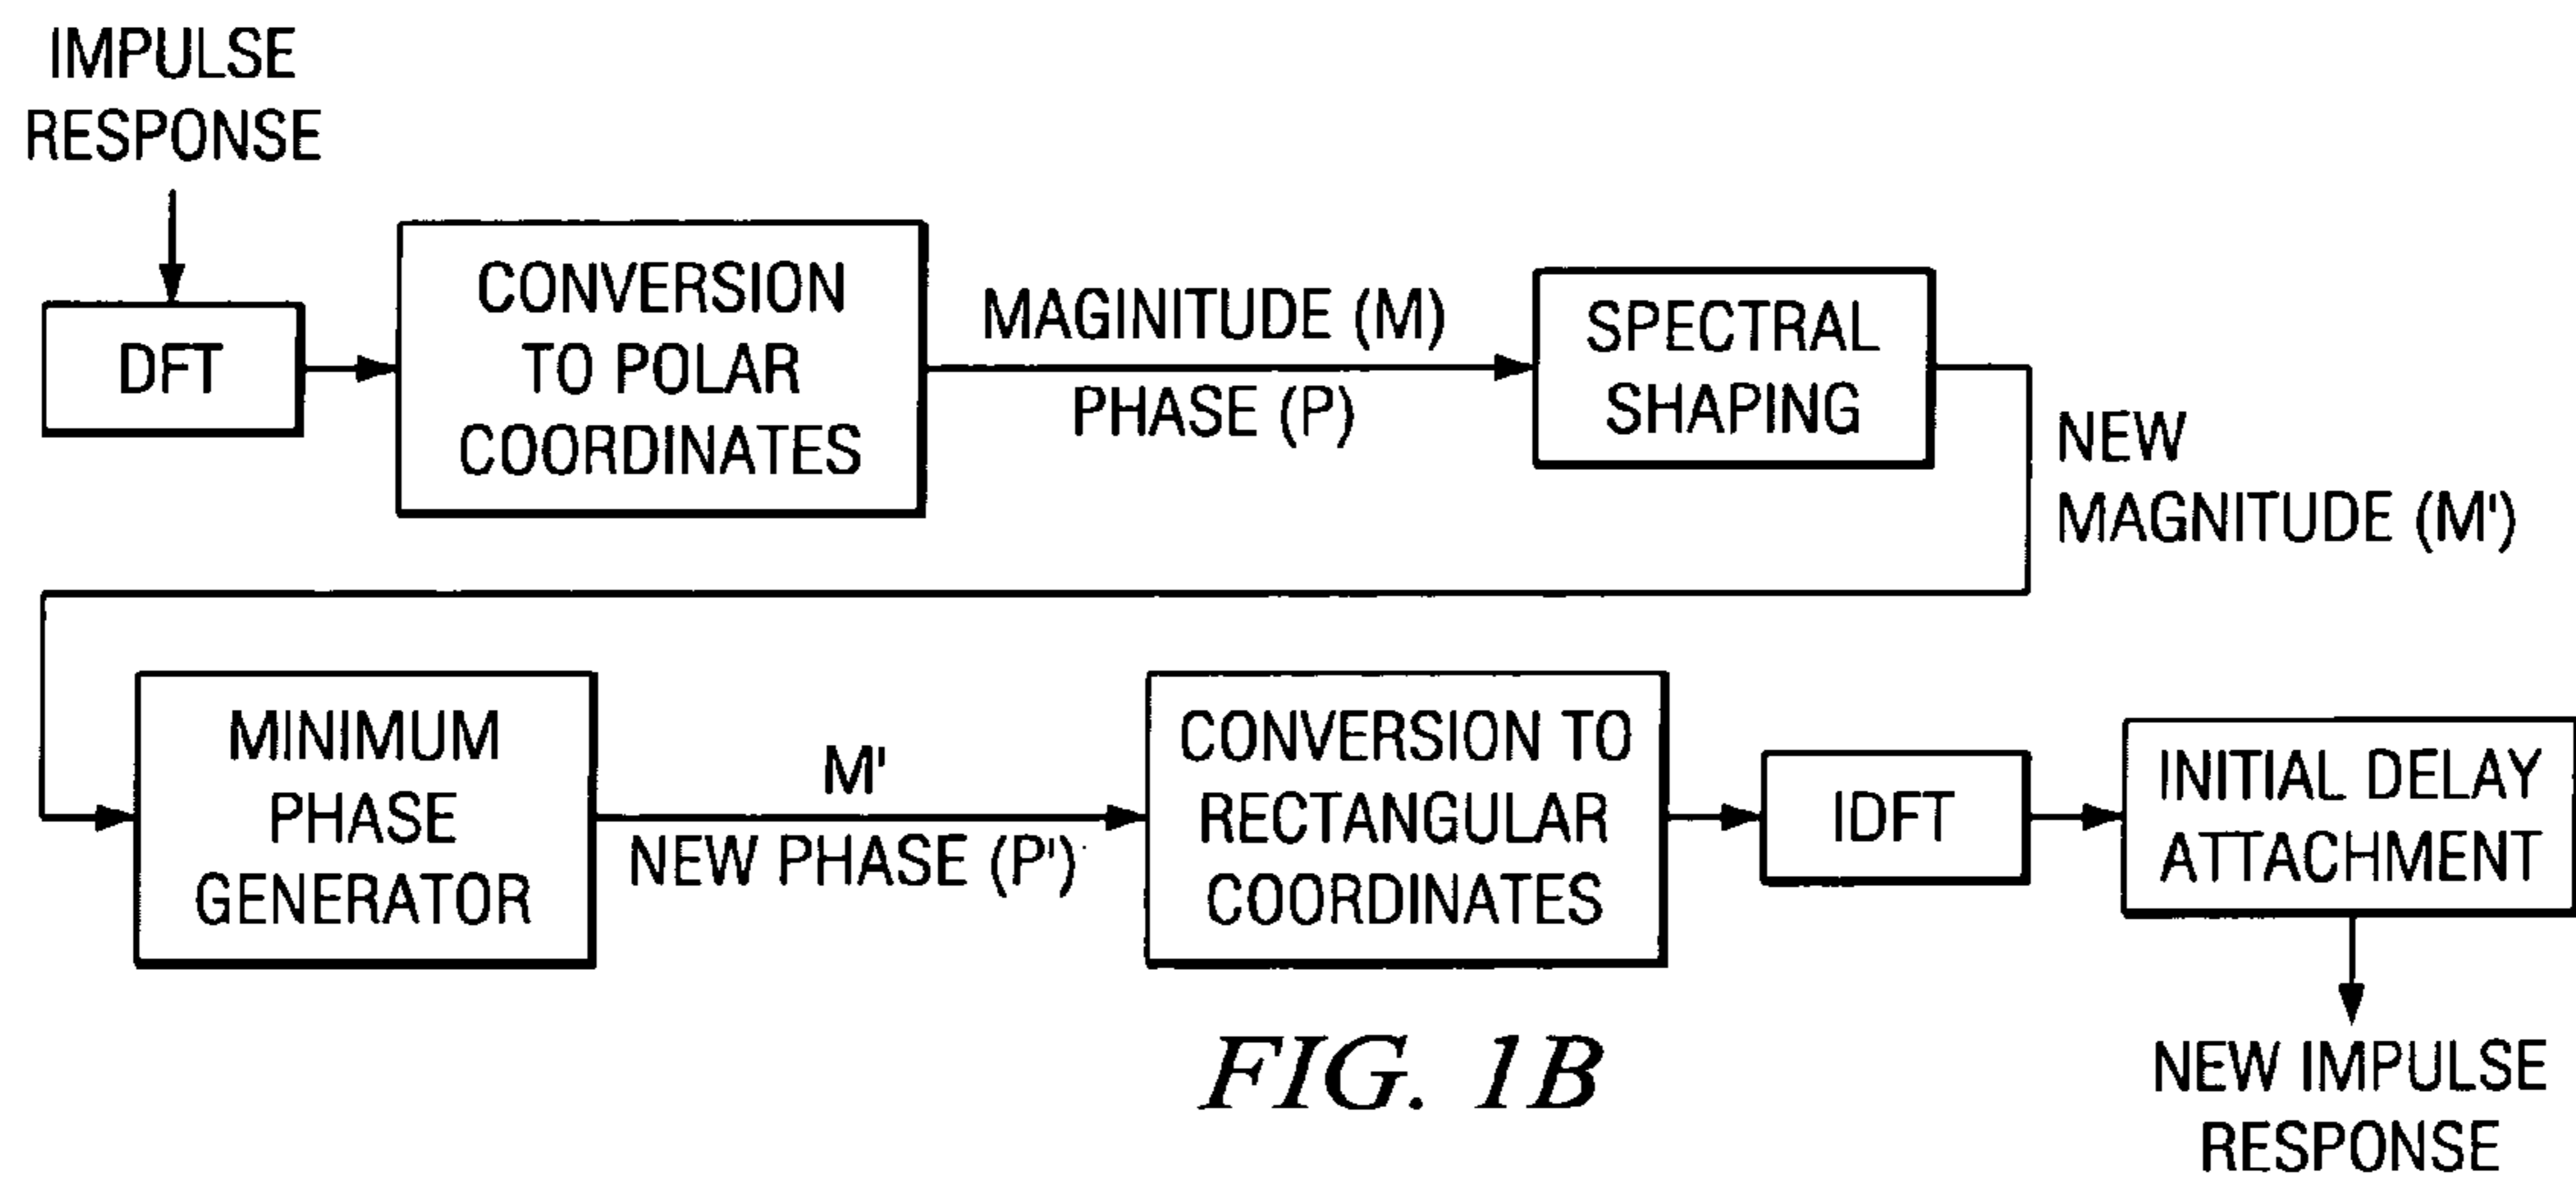 IMPULSE
RESPONSE
DFT
CONVERSION
TO POLAR
COORDINATES
MAGINITUDE (M)
PHASE (P)
SPECTRAL
SHAPING
NEW
MAGNITUDE (M')
MINIMUM
PHASE
GENERATOR
M'
NEW PHASE (P')
CONVERSION TO
RECTANGULAR
COORDINATES
IDFT
INITIAL DELAY
ATTACHMENT
NEW IMPULSE
RESPONSE
FIG. 1B